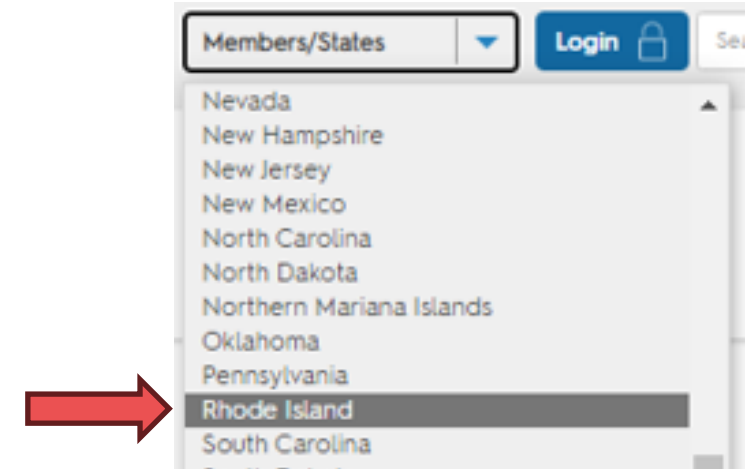 Members/States
Login
Nevada
New Hampshire
New Jersey
New Mexico
North Carolina
North Dakota
Northern Mariana Islands
Oklahoma
Pennsylvania
Rhode Island
South Carolina